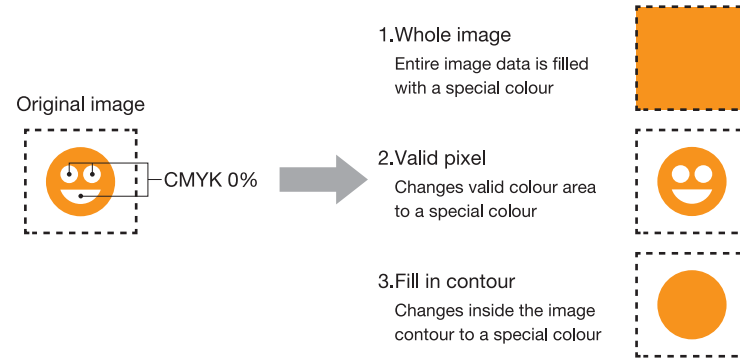 Original image
CMYK 0%
1.Whole image
Entire image data is filled
with a special colour
2.Valid pixel
Changes valid colour area
to a special colour
3.Fill in contour
Changes inside the image
contour to a special colour